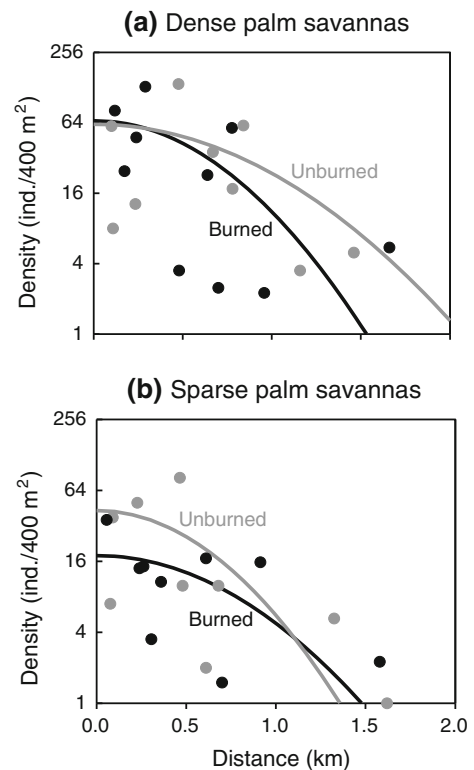 (a) Dense palm savannas
256
64
16
4
1
Density (ind./400 m²)
Unburned
Burned
(b) Sparse palm savannas
256
64
16
4
1
Density (ind./400 m²)
Unburned
Burned
0.0 0.5 1.0 1.5 2.0
Distance (km)